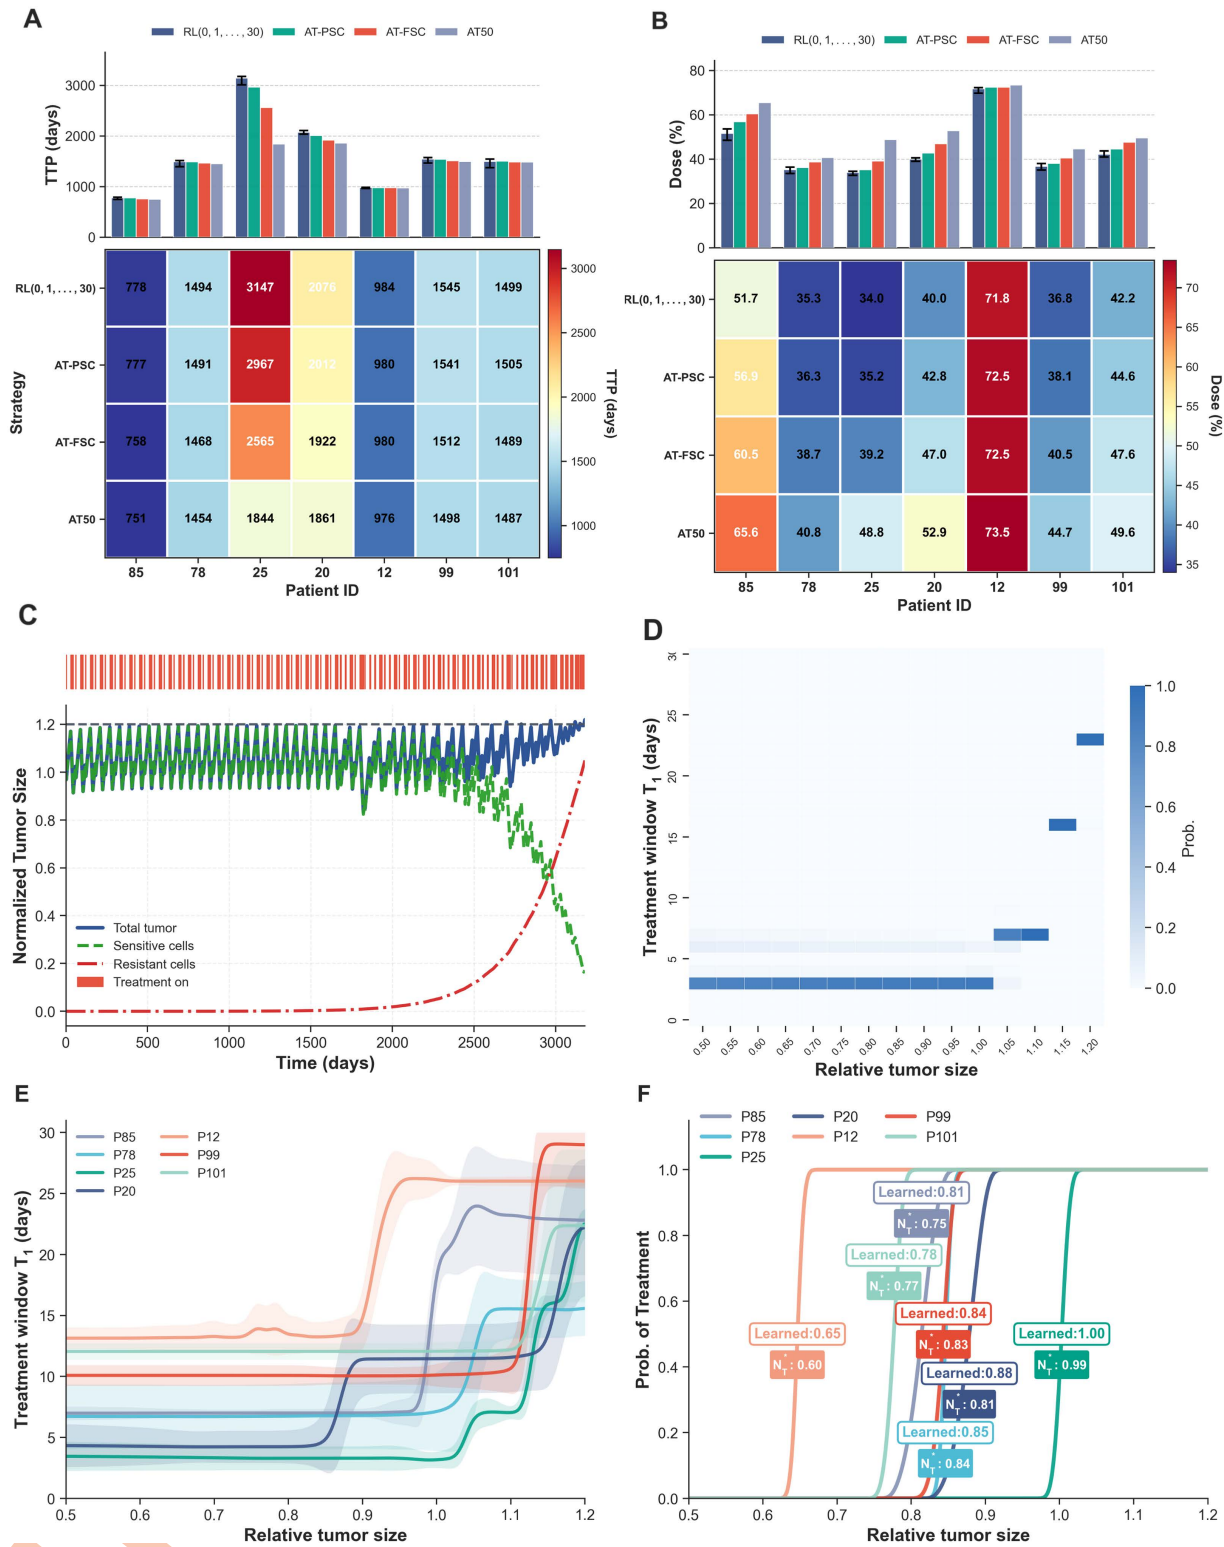 A
RL(0, 1, . . . , 30) AT-PSC AT-FSC AT50
TTP (days)
3000
2000
1000
0
Strategy
RL(0, 1, . . . , 30) 778 1494 3147 2076 984 1545 1499
AT-PSC 777 1491 2967 2012 980 1541 1505
AT-FSC 758 1468 2565 1922 980 1512 1489
AT50 751 1454 1844 1861 976 1498 1487
85 78 25 20 12 99 101
Patient ID
3000
2500
2000
1500
1000
TTP (days)
B
RL(0, 1, . . . , 30) AT-PSC AT-FSC AT50
Dose (%)
80
60
40
20
0
RL(0, 1, . . . , 30) 51.7 35.3 34.0 40.0 71.8 36.8 42.2
AT-PSC 56.9 36.3 35.2 42.8 72.5 38.1 44.6
AT-FSC 60.5 38.7 39.2 47.0 72.5 40.5 47.6
AT50 65.6 40.8 48.8 52.9 73.5 44.7 49.6
85 78 25 20 12 99 101
Patient ID
70
65
60
55
50
45
40
35
Dose (%)
C
Normalized Tumor Size
1.2
1.0
0.8
0.6
0.4
0.2
0.0
Total tumor
Sensitive cells
Resistant cells
Treatment on
0 500 1000 1500 2000 2500 3000
Time (days)
D
Treatment window T1 (days)
25
20
15
10
5
0
0.50 0.55 0.60 0.65 0.70 0.75 0.80 0.85 0.90 0.95 1.00 1.05 1.10 1.15 1.20
Relative tumor size
1.0
0.8
0.6
0.4
0.2
0.0
Prob.
E
Treatment window T1 (days)
30
25
20
15
10
5
0
P85 P12
P78 P99
P25 P101
P20
0.5 0.6 0.7 0.8 0.9 1.0 1.1 1.2
Relative tumor size
F
P85 P20 P99
P78 P12 P101
P25
Prob. of Treatment
1.0
0.8
0.6
0.4
0.2
0.0
Learned:0.81
N*T: 0.75
Learned:0.78
N*T: 0.77
Learned:0.84
N*T: 0.83
Learned:0.65
N*T: 0.60
Learned:1.00
N*T: 0.99
Learned:0.88
N*T: 0.81
Learned:0.85
N*T: 0.84
0.5 0.6 0.7 0.8 0.9 1.0 1.1 1.2
Relative tumor size